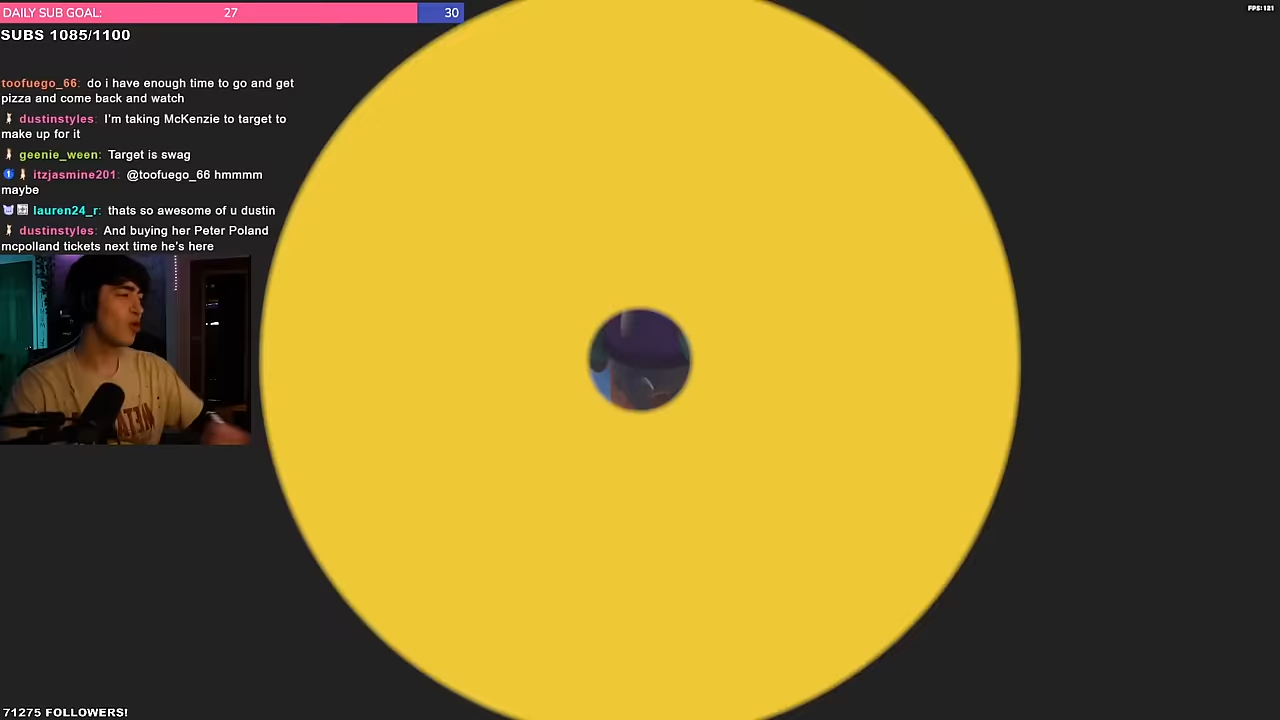 DAILY SUB GOAL: 27 30
FPS: 121
SUBS 1085/1100
toofuego_66: do i have enough time to go and get
pizza and come back and watch
dustinstyles: I'm taking McKenzie to target to
make up for it
geenie_ween: Target is swag
1 itzjasmine201: @toofuego_66 hmmmm
maybe
lauren24_r: thats so awesome of u dustin
dustinstyles: And buying her Peter Poland
mcpolland tickets next time he's here
71275 FOLLOWERS!